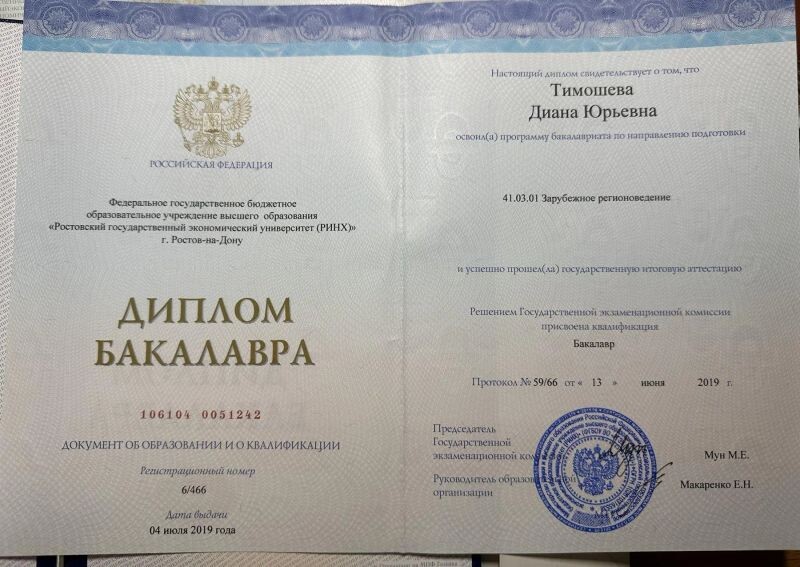 РОССИЙСКАЯ ФЕДЕРАЦИЯ
Федеральное государственное бюджетное
образовательное учреждение высшего образования
«Ростовский государственный экономический университет (РИНХ)»
г. Ростов-на-Дону
ДИПЛОМ
БАКАЛАВРА
106104 0051242
ДОКУМЕНТ ОБ ОБРАЗОВАНИИ И О КВАЛИФИКАЦИИ
Регистрационный номер
6/466
Дата выдачи
04 июля 2019 года
Настоящий диплом свидетельствует о том, что
Тимошева
Диана Юрьевна
освоил(а) программу бакалавриата по направлению подготовки
41.03.01 Зарубежное регионоведение
и успешно прошел(ла) государственную итоговую аттестацию
Решением Государственной экзаменационной комиссии
присвоена квалификация
Бакалавр
Протокол № 59/66 от « 13 » июня 2019 г.
Председатель
Государственной
экзаменационной
Мун М.Е.
Руководитель
организации
Макаренко Е.Н.